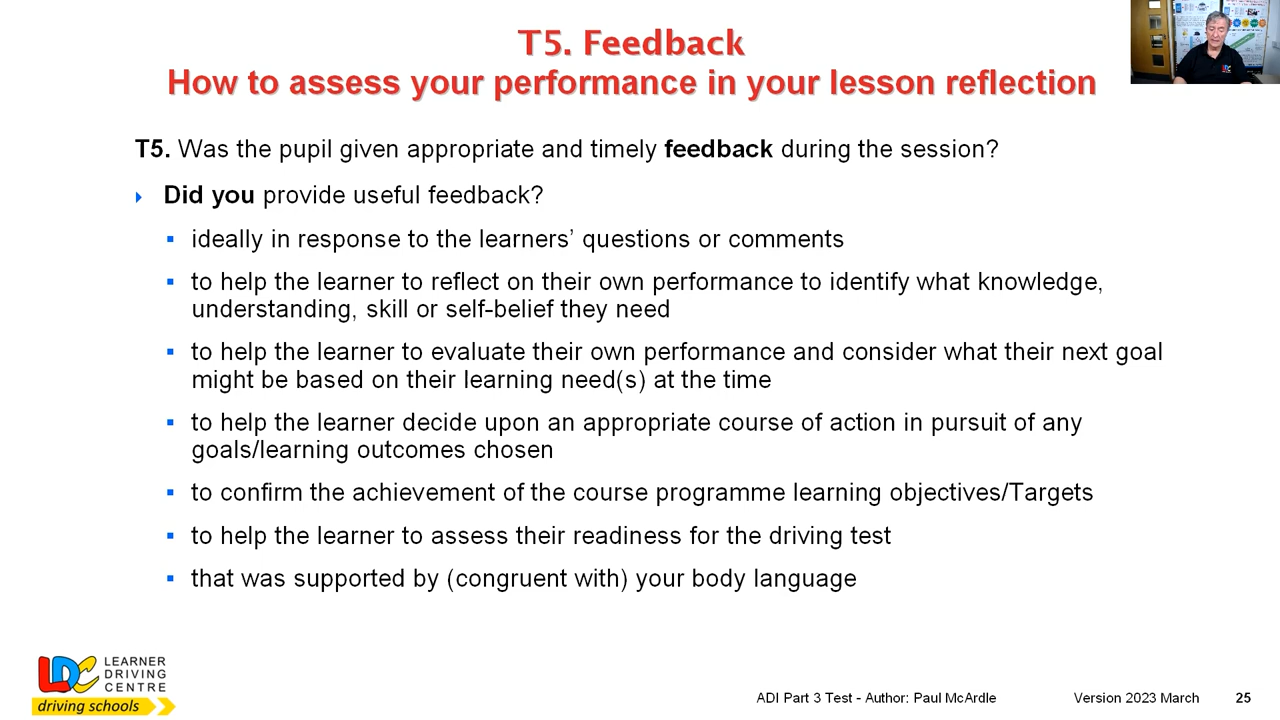 T5. Feedback
How to assess your performance in your lesson reflection
T5. Was the pupil given appropriate and timely feedback during the session?
Did you provide useful feedback?
ideally in response to the learners’ questions or comments
to help the learner to reflect on their own performance to identify what knowledge,
understanding, skill or self-belief they need
to help the learner to evaluate their own performance and consider what their next goal
might be based on their learning need(s) at the time
to help the learner decide upon an appropriate course of action in pursuit of any
goals/learning outcomes chosen
to confirm the achievement of the course programme learning objectives/Targets
to help the learner to assess their readiness for the driving test
that was supported by (congruent with) your body language
LDC LEARNER
DRIVING
CENTRE
driving schools
ADI Part 3 Test - Author: Paul McArdle
Version 2023 March
25